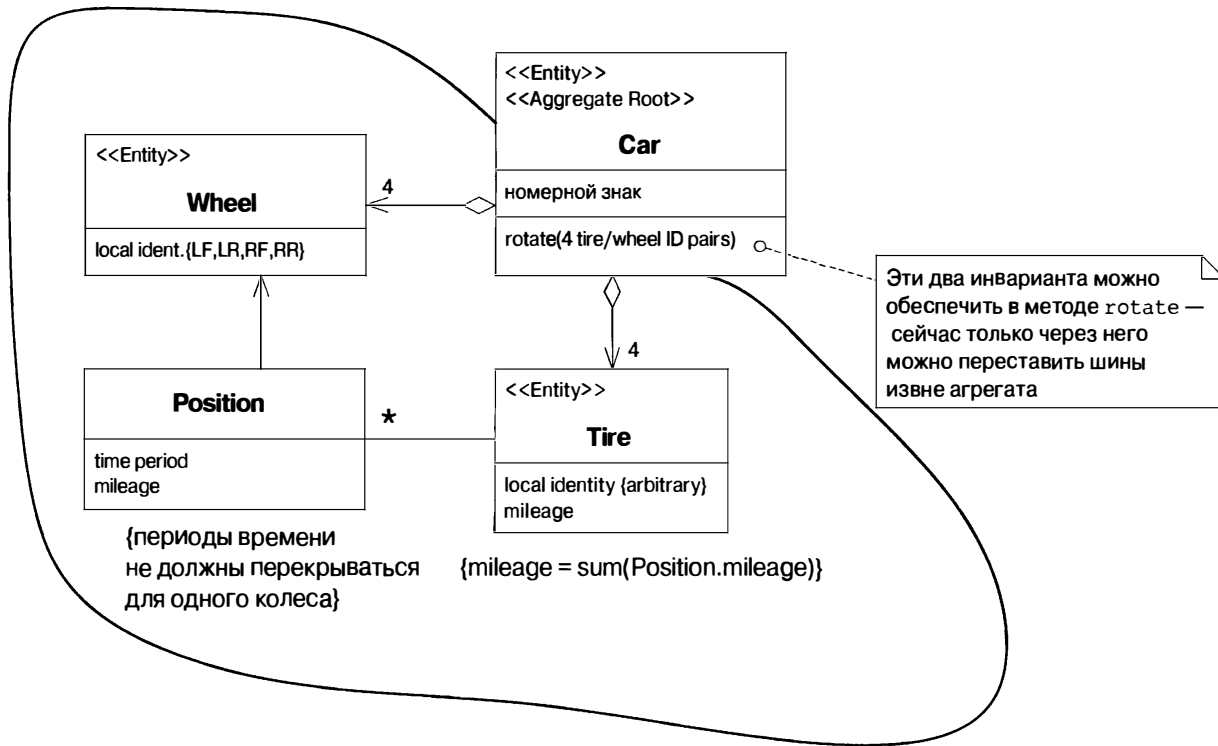 <<Entity>>
<<Aggregate Root>>
Car
номерной знак
rotate(4 tire/wheel ID pairs)
<<Entity>>
Wheel
local ident.{LF,LR,RF,RR}
4
Эти два инварианта можно
обеспечить в методе rotate —
сейчас только через него
можно переставить шины
извне агрегата
4
Position
time period
mileage
*
<<Entity>>
Tire
local identity {arbitrary}
mileage
{периоды времени
не должны перекрываться
для одного колеса}
{mileage = sum(Position.mileage)}